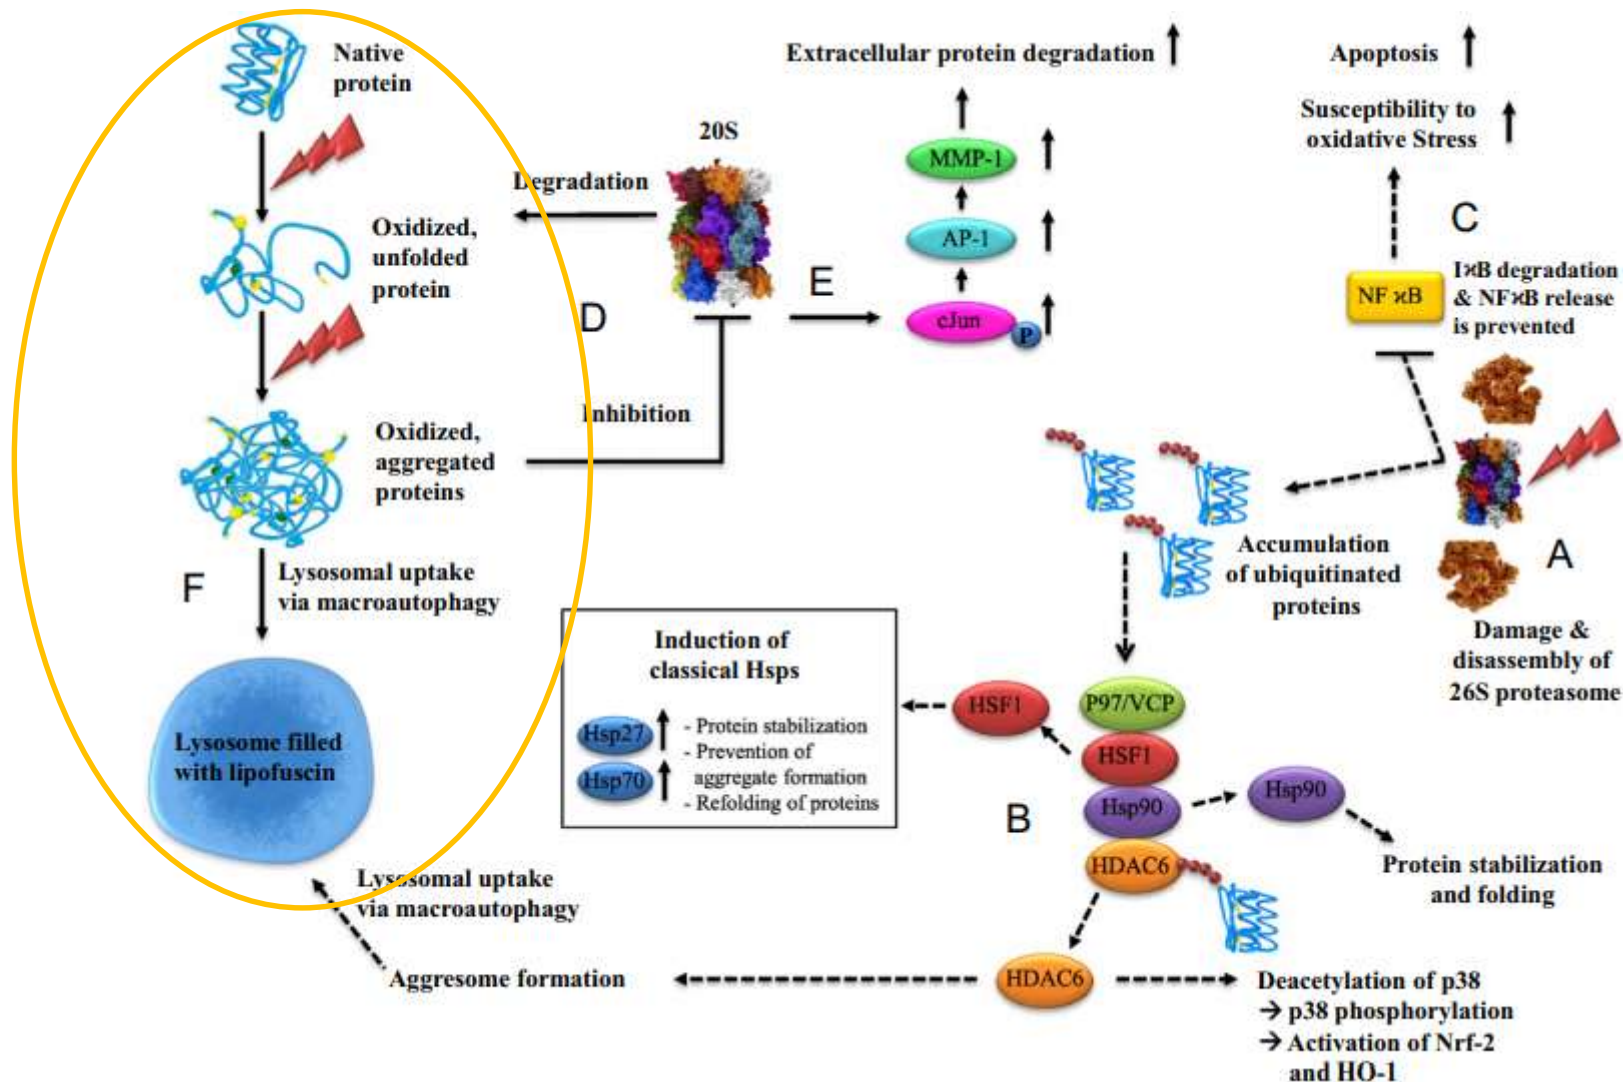 Native
protein
Oxidized,
unfolded
protein
Oxidized,
aggregated
proteins
F
Lysosomal uptake
via macroautophagy
Lysosome filled
with lipofuscin
Lysosomal uptake
via macroautophagy
Aggresome formation
Degradation
20S
D
Inhibition
E
Extracellular protein degradation
MMP-1
AP-1
cJun
P
Apoptosis
Susceptibility to
oxidative Stress
C
NF ϰB
IϰB degradation
& NFϰB release
is prevented
A
Damage &
disassembly of
26S proteasome
Accumulation
of ubiquitinated
proteins
Induction of
classical Hsps
Hsp27
Hsp70
- Protein stabilization
- Prevention of
aggregate formation
- Refolding of proteins
HSF1
P97/VCP
HSF1
Hsp90
HDAC6
B
Hsp90
Protein stabilization
and folding
HDAC6
Deacetylation of p38
→ p38 phosphorylation
→ Activation of Nrf-2
and HO-1